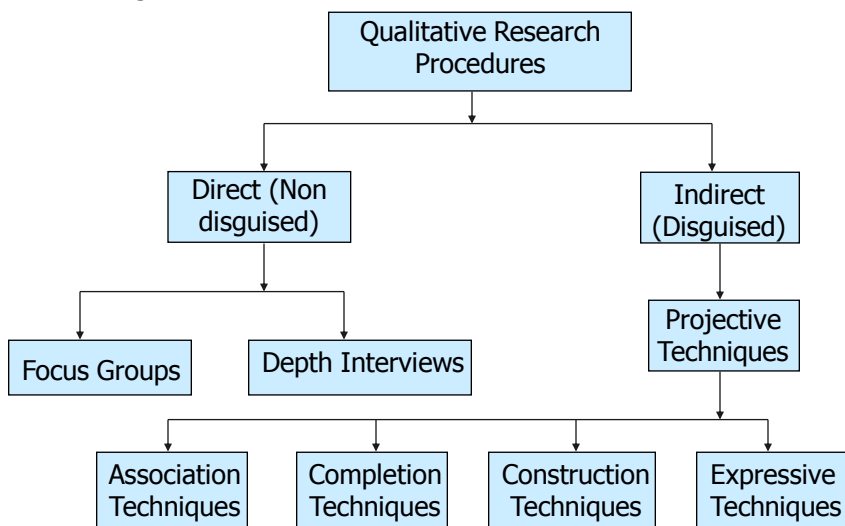 Qualitative Research
Procedures
Direct (Non
disguised)
Indirect
(Disguised)
Focus Groups
Depth Interviews
Projective
Techniques
Association
Techniques
Completion
Techniques
Construction
Techniques
Expressive
Techniques